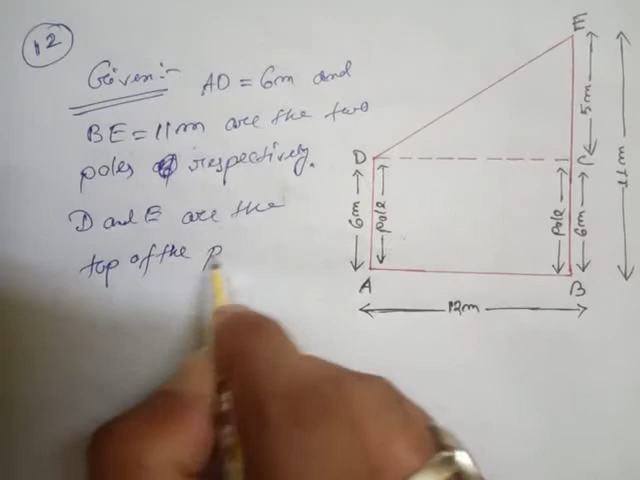 12
Given:- AD = 6m and
BE = 11m are the two
poles respectively.
D and E are the
top of the p
E
5m
11m
D
C
6m
pole
pole
6m
A
B
12m